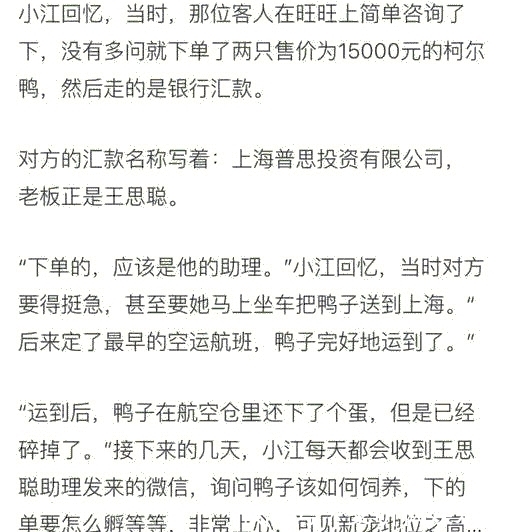 小江回忆，当时，那位客人在旺旺上简单咨询了
下，没有多问就下单了两只售价为15000元的柯尔
鸭，然后走的是银行汇款。
对方的汇款名称写着：上海普思投资有限公司，
老板正是王思聪。
“下单的，应该是他的助理。”小江回忆，当时对方
要得挺急，甚至要她马上坐车把鸭子送到上海。“
后来定了最早的空运航班，鸭子完好地运到了。”
“运到后，鸭子在航空仓里还下了个蛋，但是已经
碎掉了。”接下来的几天，小江每天都会收到王思
聪助理发来的微信，询问鸭子该如何饲养，下的
单要怎么孵等等，非常上心，可见新宠地位之高...